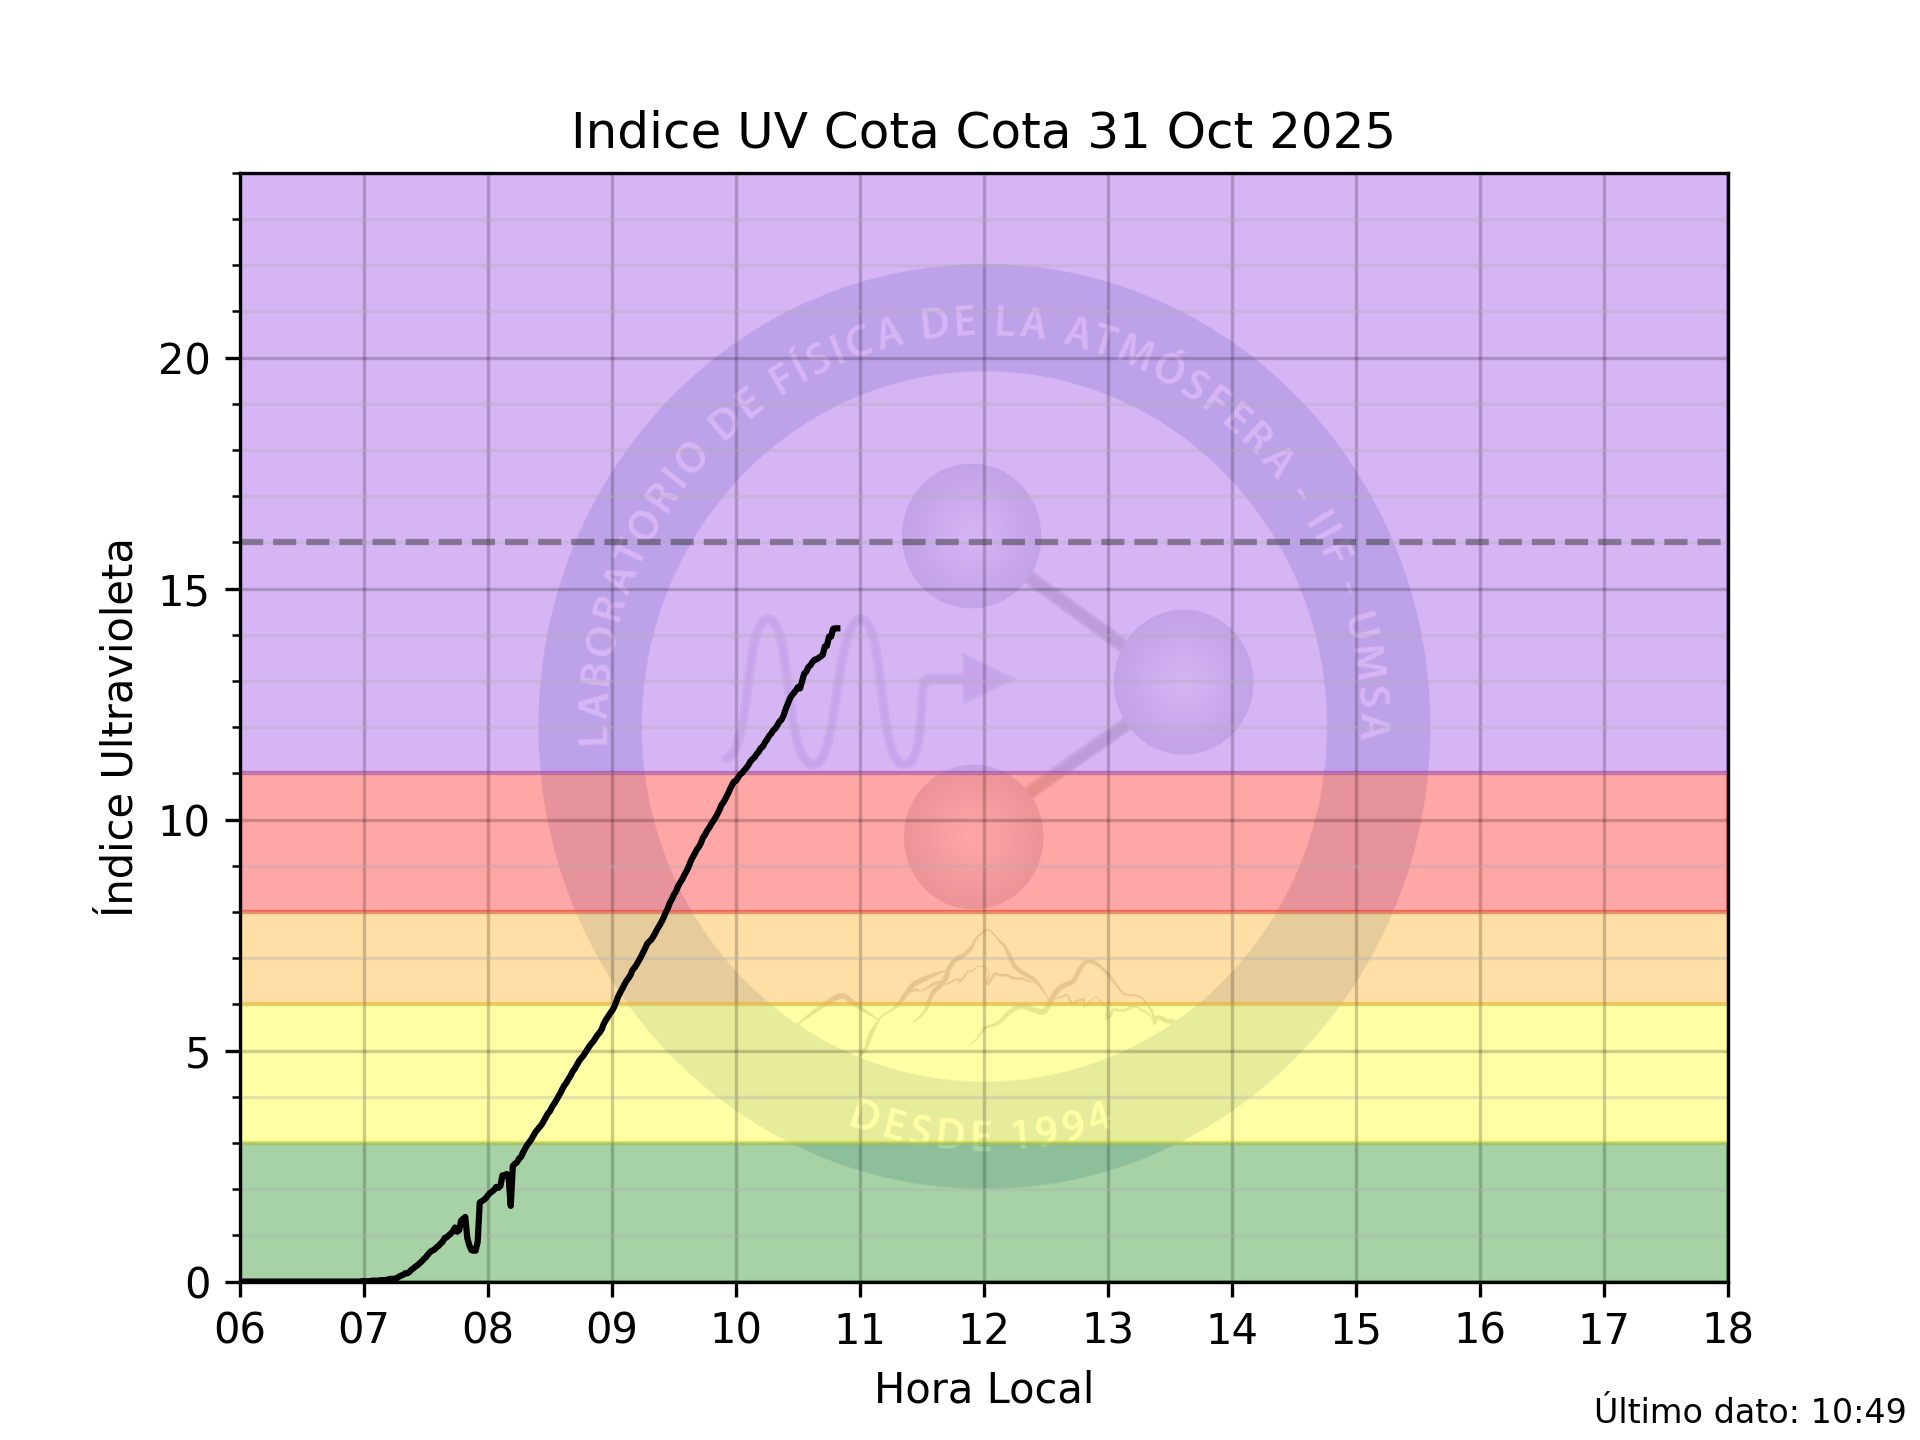 Indice UV Cota Cota 31 Oct 2025
LABORATORIO DE FÍSICA DE LA ATMÓSFERA - IIF - UMSA
DESDE 1994
Índice Ultravioleta
20
15
10
5
0
06 07 08 09 10 11 12 13 14 15 16 17 18
Hora Local
Último dato: 10:49